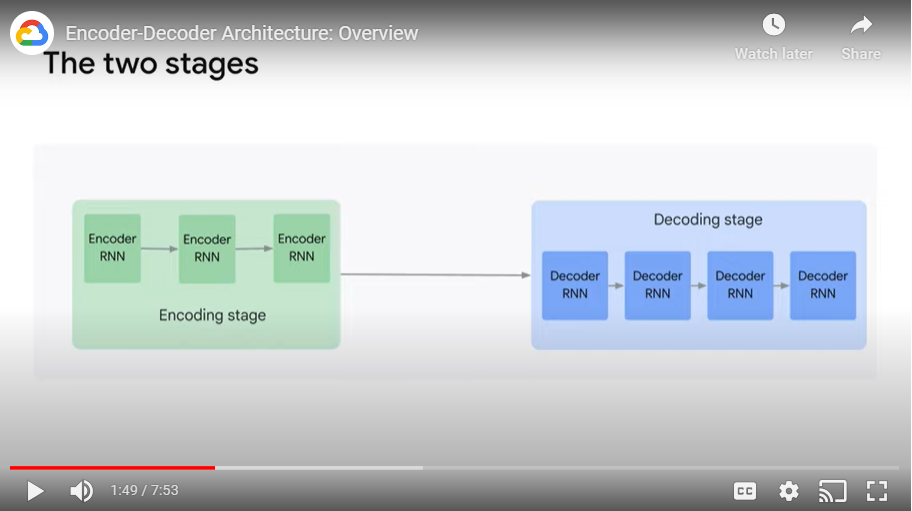 Encoder-Decoder Architecture: Overview
Watch later
Share
The two stages
Encoder
RNN
Encoder
RNN
Encoder
RNN
Encoding stage
Decoding stage
Decoder
RNN
Decoder
RNN
Decoder
RNN
Decoder
RNN
1:49 / 7:53
CC